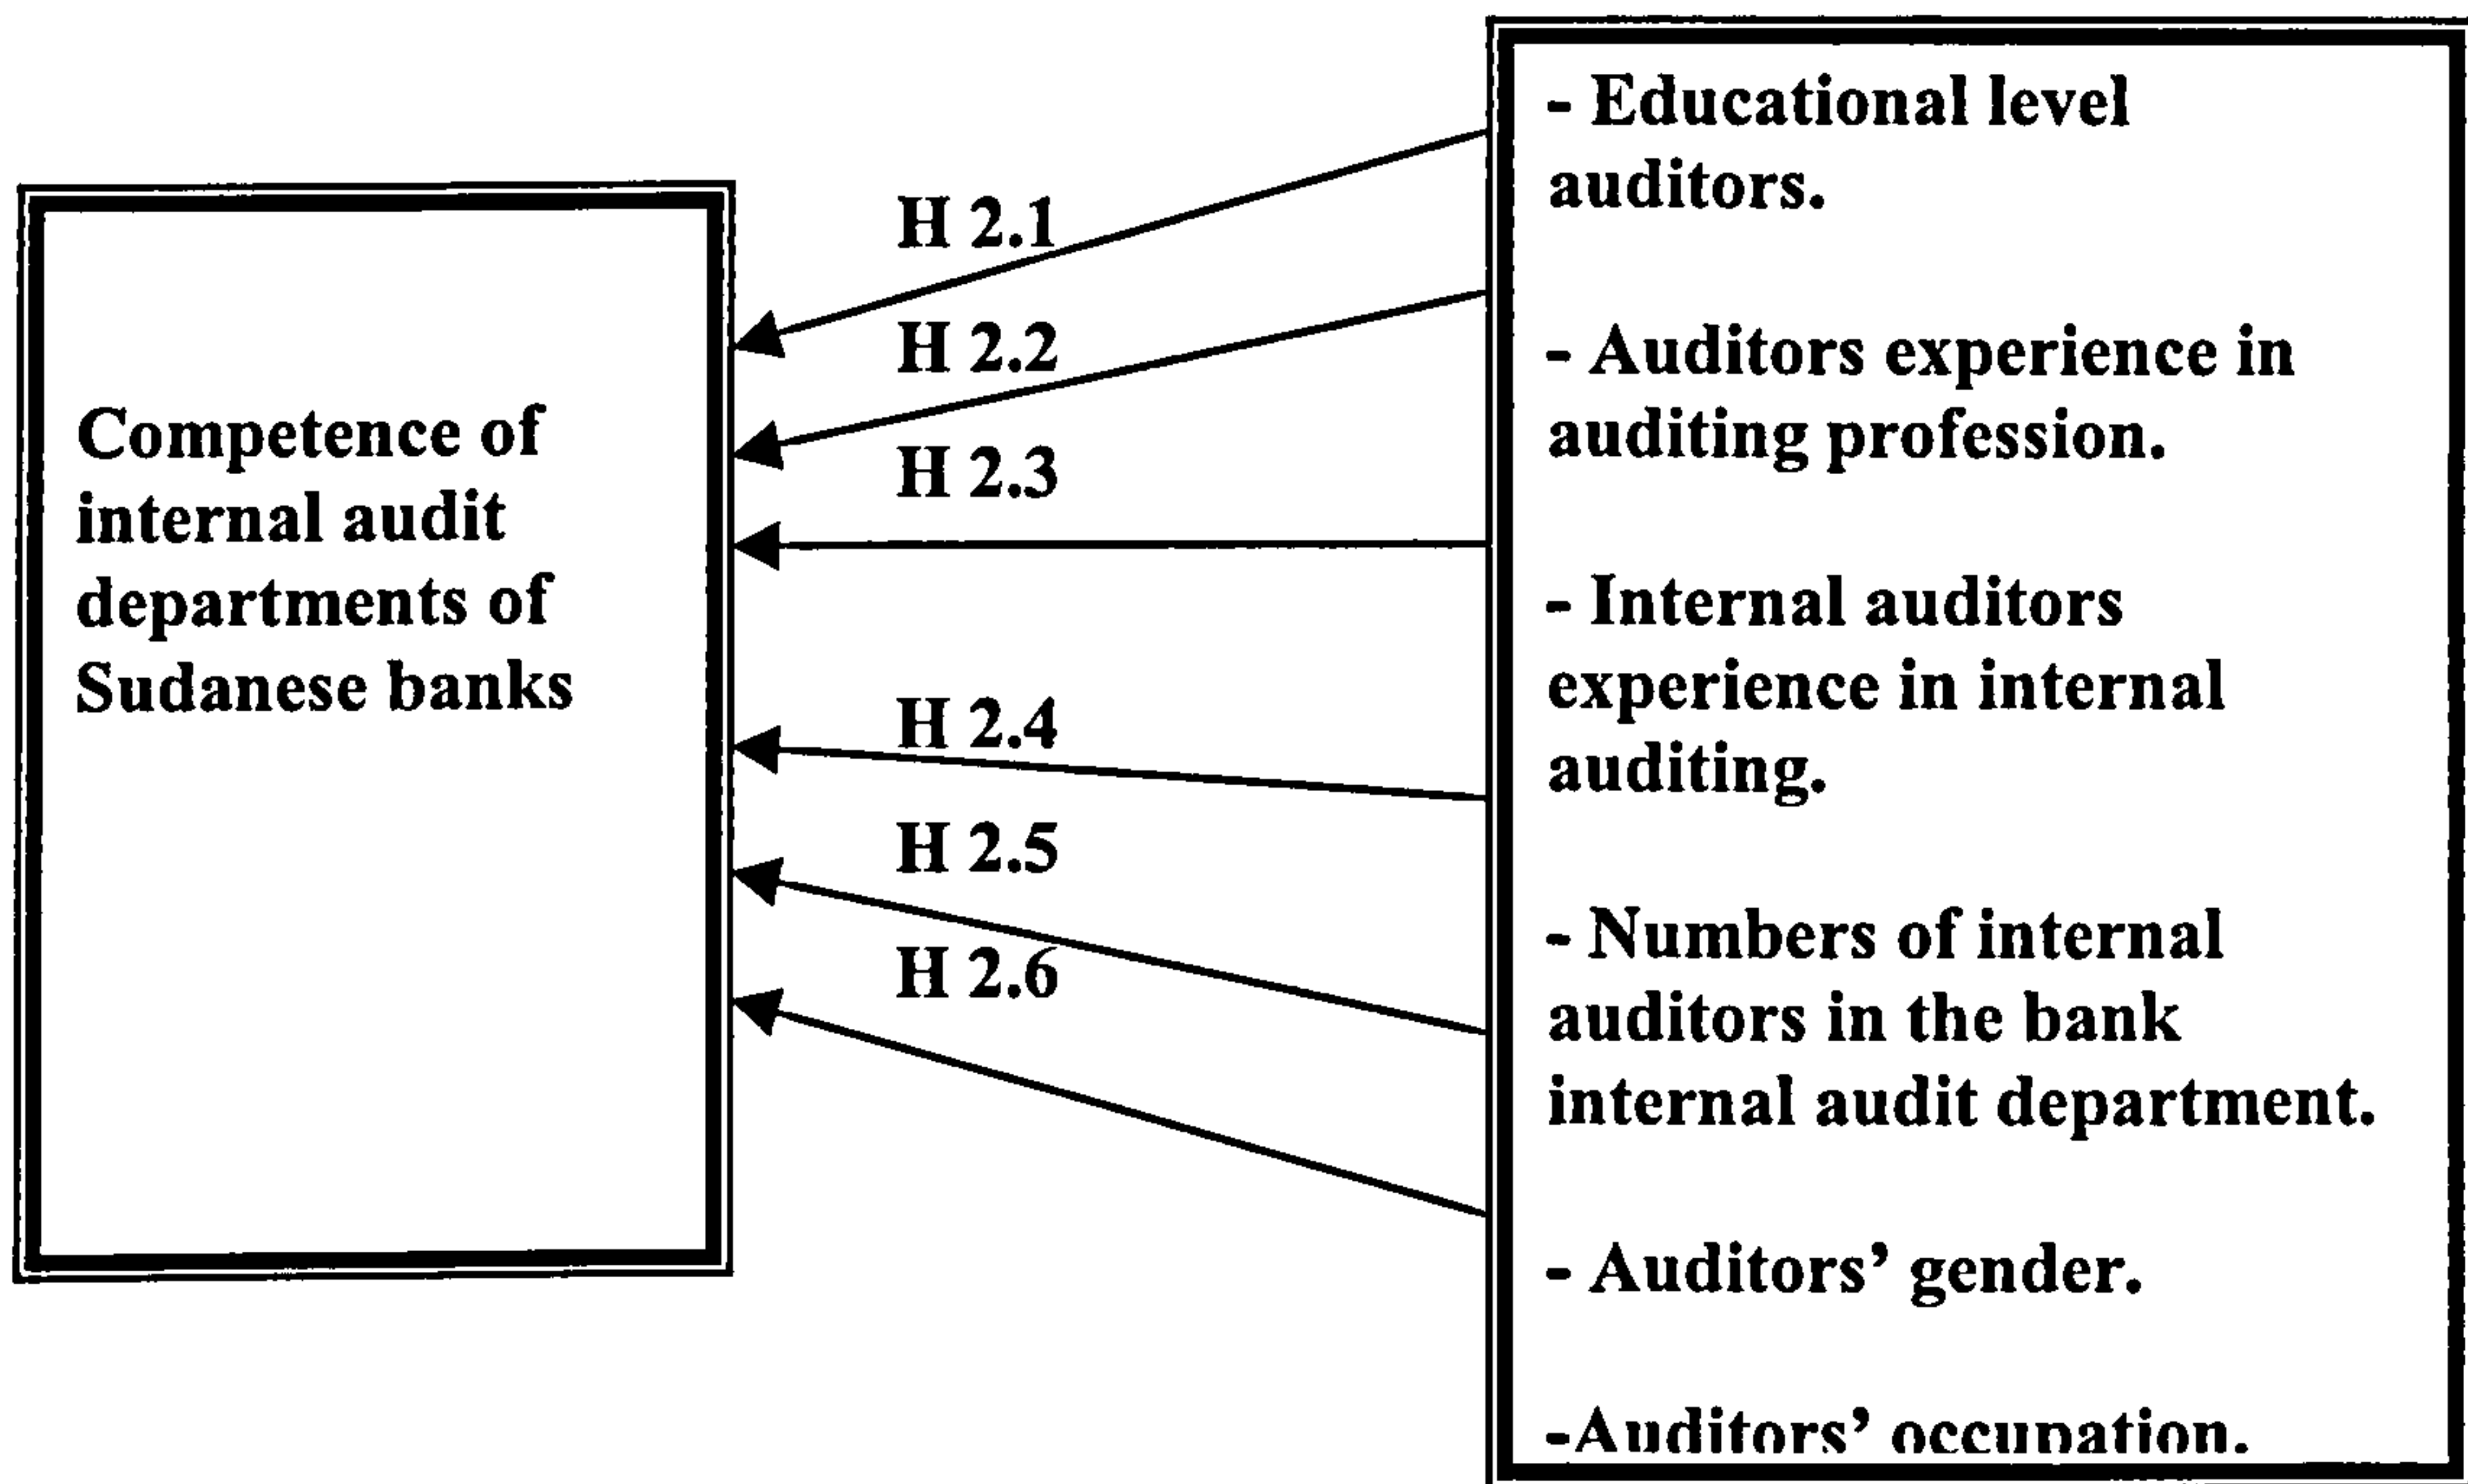 Competence of
internal audit
departments of
Sudanese banks
H 2.1
H 2.2
H 2.3
H 2.4
H 2.5
H 2.6
- Educational level
auditors.
- Auditors experience in
auditing profession.
- Internal auditors
experience in internal
auditing.
- Numbers of internal
auditors in the bank
internal audit department.
- Auditors’ gender.
-Auditors’ occupation.